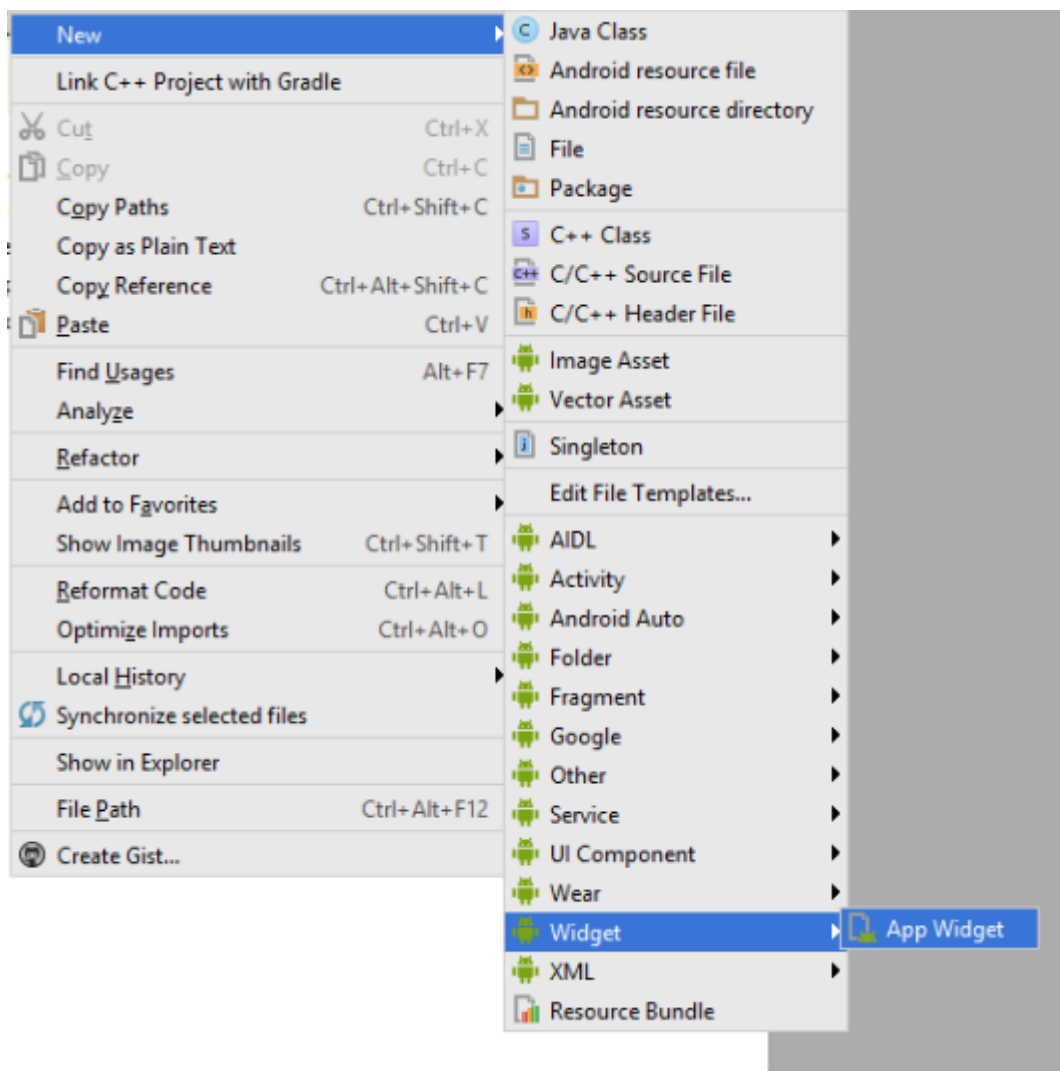 New
Link C++ Project with Gradle
Cut Ctrl+X
Copy Ctrl+C
Copy Paths Ctrl+Shift+C
Copy as Plain Text
Copy Reference Ctrl+Alt+Shift+C
Paste Ctrl+V
Find Usages Alt+F7
Analyze
Refactor
Add to Favorites
Show Image Thumbnails Ctrl+Shift+T
Reformat Code Ctrl+Alt+L
Optimize Imports Ctrl+Alt+O
Local History
Synchronize selected files
Show in Explorer
File Path Ctrl+Alt+F12
Create Gist...
Java Class
Android resource file
Android resource directory
File
Package
C++ Class
C/C++ Source File
C/C++ Header File
Image Asset
Vector Asset
Singleton
Edit File Templates...
AIDL
Activity
Android Auto
Folder
Fragment
Google
Other
Service
UI Component
Wear
Widget
XML
Resource Bundle
App Widget